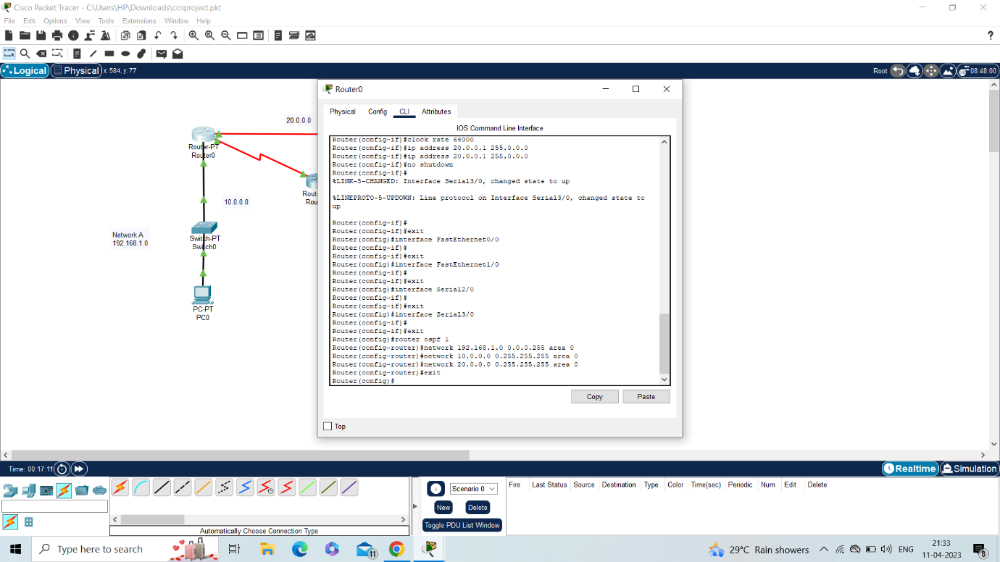 Cisco Packet Tracer - C:\Users\HP\Downloads\ccnproject.pkt
File Edit Options View Tools Extensions Window Help
?
Logical Physical x: 584, y: 77 Root 08:48:00
20.0.0.0
Router-PT
Router0
10.0.0.0
Network A
192.168.1.0
Switch-PT
Switch0
PC-PT
PC0
Rout
Rou
Router0
Physical Config CLI Attributes
IOS Command Line Interface
Router(config-if)#clock rate 64000
Router(config-if)#ip address 20.0.0.1 255.0.0.0
Router(config-if)#ip address 20.0.0.1 255.0.0.0
Router(config-if)#no shutdown
Router(config-if)#
%LINK-5-CHANGED: Interface Serial3/0, changed state to up
%LINEPROTO-5-UPDOWN: Line protocol on Interface Serial3/0, changed state to
up
Router(config-if)#
Router(config-if)#exit
Router(config)#interface FastEthernet0/0
Router(config-if)#
Router(config-if)#exit
Router(config)#interface FastEthernet1/0
Router(config-if)#
Router(config-if)#exit
Router(config)#interface Serial2/0
Router(config-if)#
Router(config-if)#exit
Router(config)#interface Serial3/0
Router(config-if)#
Router(config-if)#exit
Router(config)#router ospf 1
Router(config-router)#network 192.168.1.0 0.0.0.255 area 0
Router(config-router)#network 10.0.0.0 0.255.255.255 area 0
Router(config-router)#network 20.0.0.0 0.255.255.255 area 0
Router(config-router)#exit
Router(config)#
Copy Paste
Top
Time: 00:17:11 Realtime Simulation
Scenario 0
New Delete
Toggle PDU List Window
Fire Last Status Source Destination Type Color Time(sec) Periodic Num Edit Delete
Automatically Choose Connection Type
Type here to search
11
29°C Rain showers
ENG
21:33
11-04-2023
8